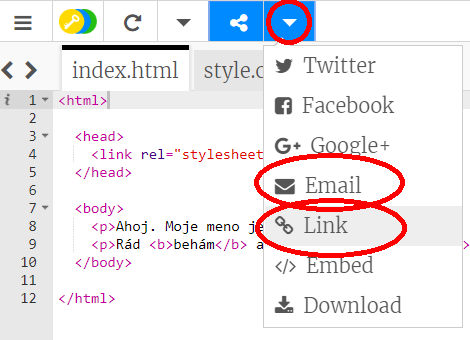 index.html style.c
Twitter
Facebook
Google+
Email
Link
Embed
Download
1 <html>
2
3 <head>
4 <link rel="stylesheet
5 </head>
6
7 <body>
8 <p>Ahoj. Moje meno je
9 <p>Rád <b>behám</b> a
10 </body>
11
12 </html>